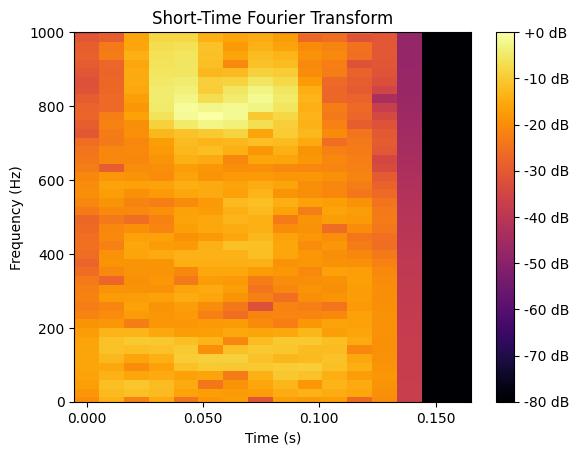 Short-Time Fourier Transform
Frequency (Hz)
1000
800
600
400
200
0
0.000
0.050
0.100
0.150
Time (s)
+0 dB
-10 dB
-20 dB
-30 dB
-40 dB
-50 dB
-60 dB
-70 dB
-80 dB